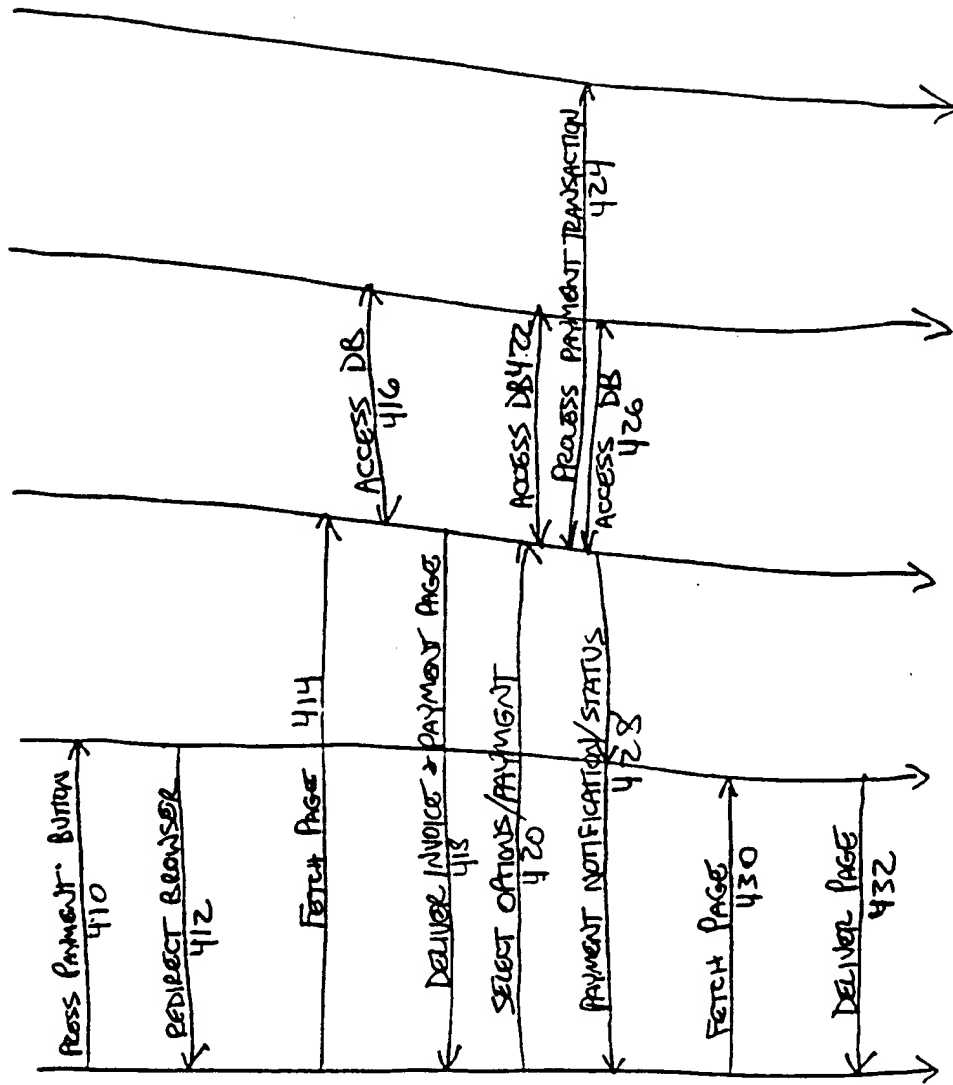 PRESS PAYMENT BUTTON
410
REDIRECT BROWSER
412
FETCH PAGE 414
ACCESS DB
416
DELIVER INVOICE & PAYMENT PAGE
418
SELECT OPTIONS/PAYMENT
420
ACCESS DB 422
PROCESS PAYMENT TRANSACTION
424
ACCESS DB
426
PAYMENT NOTIFICATION/STATUS
428
FETCH PAGE
430
DELIVER PAGE
432